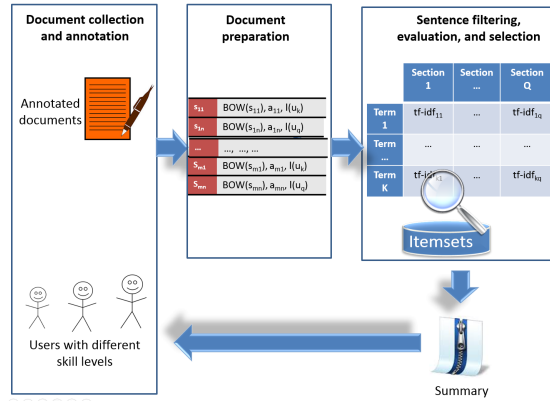 Document collection
and annotation
Annotated
documents
Users with different
skill levels
Document
preparation
s11 BOW(s11), a11, l(uk)
s1n BOW(s1n), a1n, l(uq)
... ..., ..., ...
Sm1 BOW(sm1), am1, l(uk)
Smn BOW(smn), amn, l(uq)
Sentence filtering,
evaluation, and selection
Section 1 Section ... Section Q
Term 1 tf-idf11 ... tf-idf1q
Term ... ... ... ...
Term K tf-idfk1 ... tf-idfkq
Itemsets
Summary